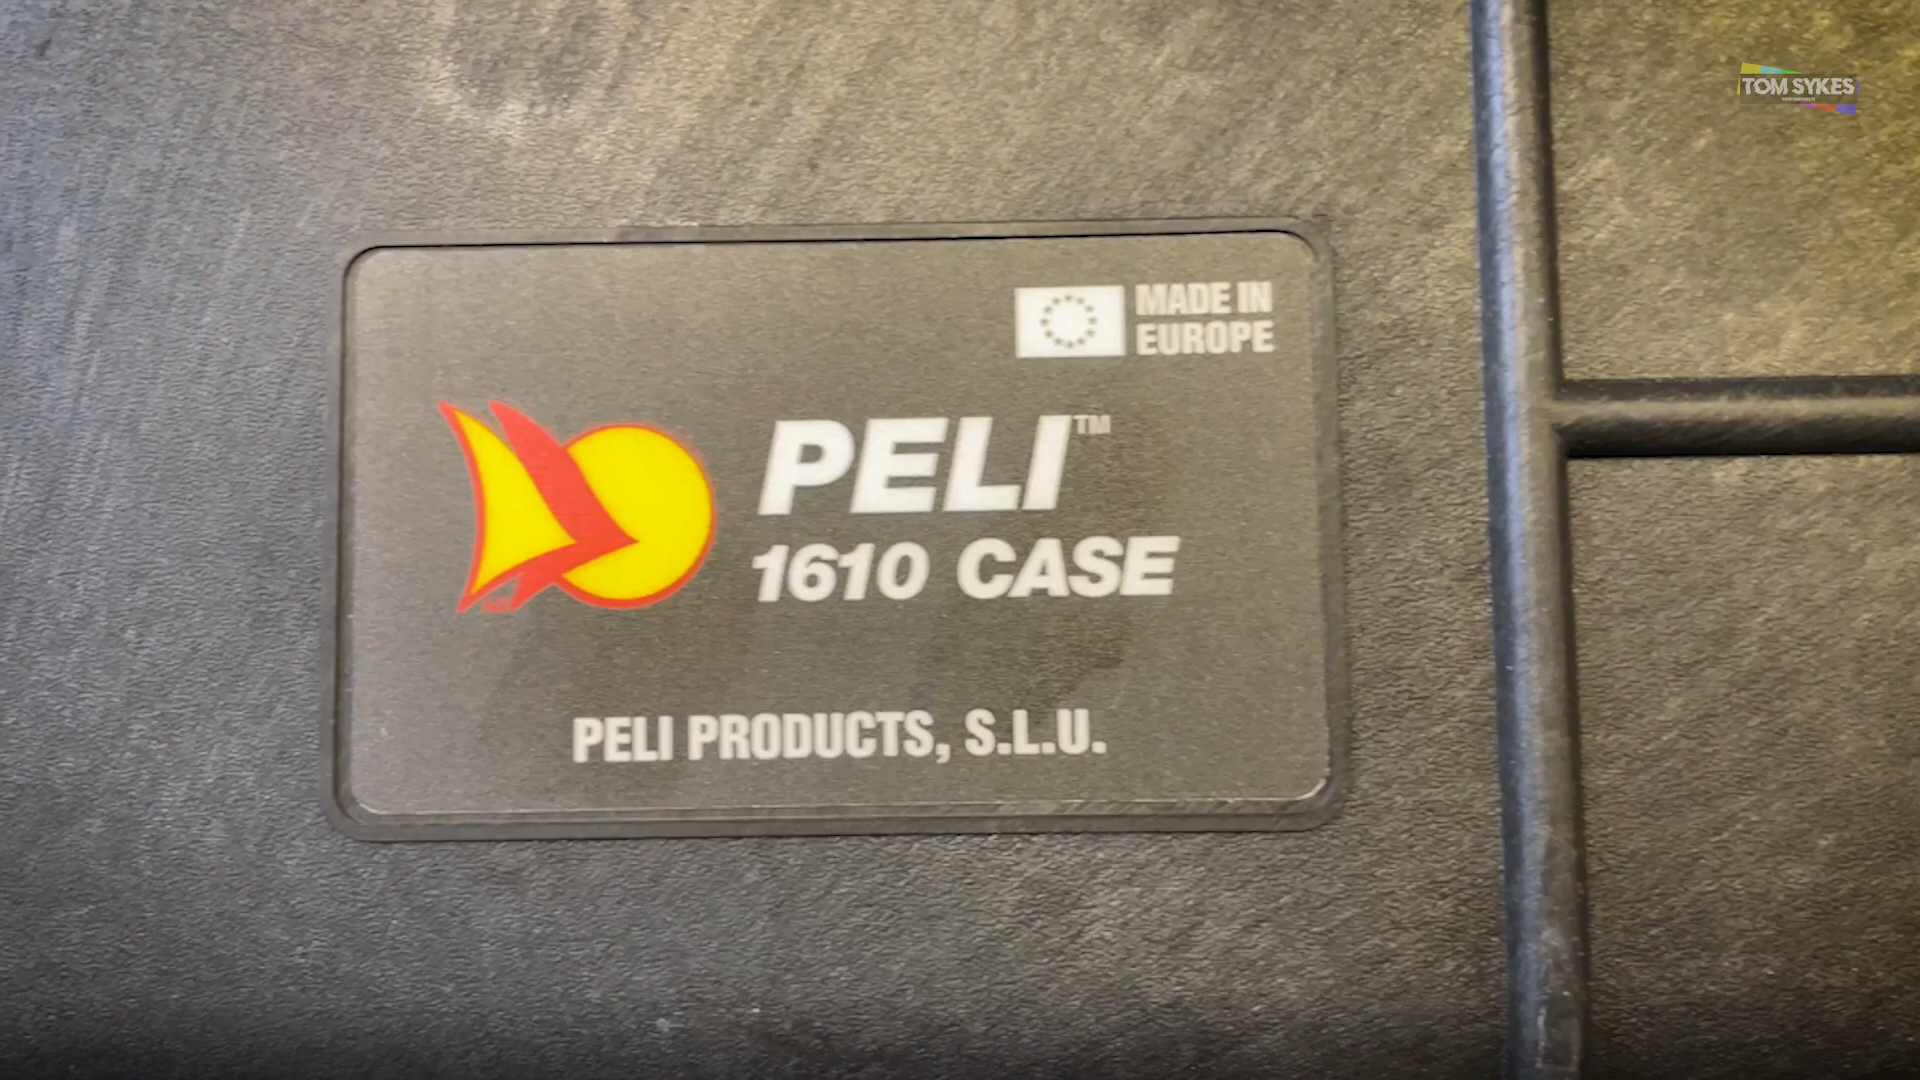 TOM SYKES
MADE IN
EUROPE
PELI™
1610 CASE
PELI PRODUCTS, S.L.U.